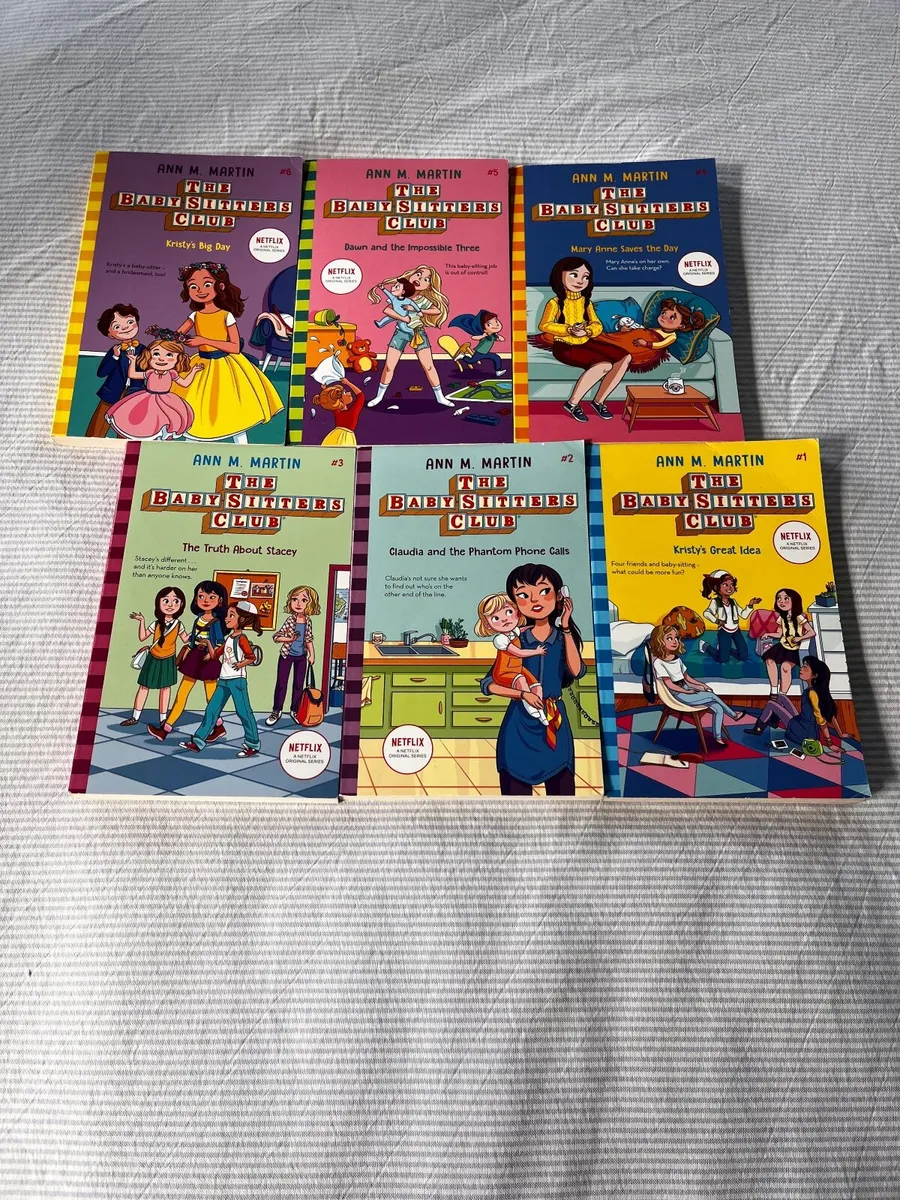 ANN M. MARTIN
#6
THE
BABY-SITTERS
CLUB
Kristy's Big Day
Kristy's a baby-sitter –
and a bridesmaid, too!
NETFLIX
A NETFLIX
ORIGINAL SERIES
ANN M. MARTIN
#5
THE
BABY-SITTERS
CLUB
Dawn and the Impossible Three
This baby-sitting job
is out of control!
NETFLIX
A NETFLIX
ORIGINAL SERIES
ANN M. MARTIN
#4
THE
BABY-SITTERS
CLUB
Mary Anne Saves the Day
Mary Anne's on her own.
Can she take charge?
NETFLIX
A NETFLIX
ORIGINAL SERIES
ANN M. MARTIN
#3
THE
BABY-SITTERS
CLUB
The Truth About Stacey
Stacey's different . . .
and it's harder on her
than anyone knows.
NETFLIX
A NETFLIX
ORIGINAL SERIES
ANN M. MARTIN
#2
THE
BABY-SITTERS
CLUB
Claudia and the Phantom Phone Calls
Claudia's not sure she wants
to find out who's on the
other end of the line.
NETFLIX
A NETFLIX
ORIGINAL SERIES
ANN M. MARTIN
#1
THE
BABY-SITTERS
CLUB
Kristy's Great Idea
Four friends and baby-sitting –
what could be more fun?
NETFLIX
A NETFLIX
ORIGINAL SERIES